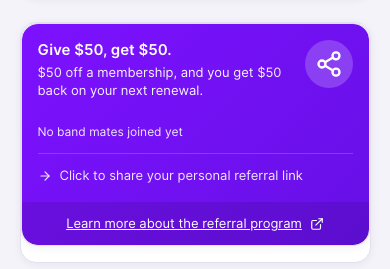 Give $50, get $50.
$50 off a membership, and you get $50
back on your next renewal.
No band mates joined yet
Click to share your personal referral link
Learn more about the referral program